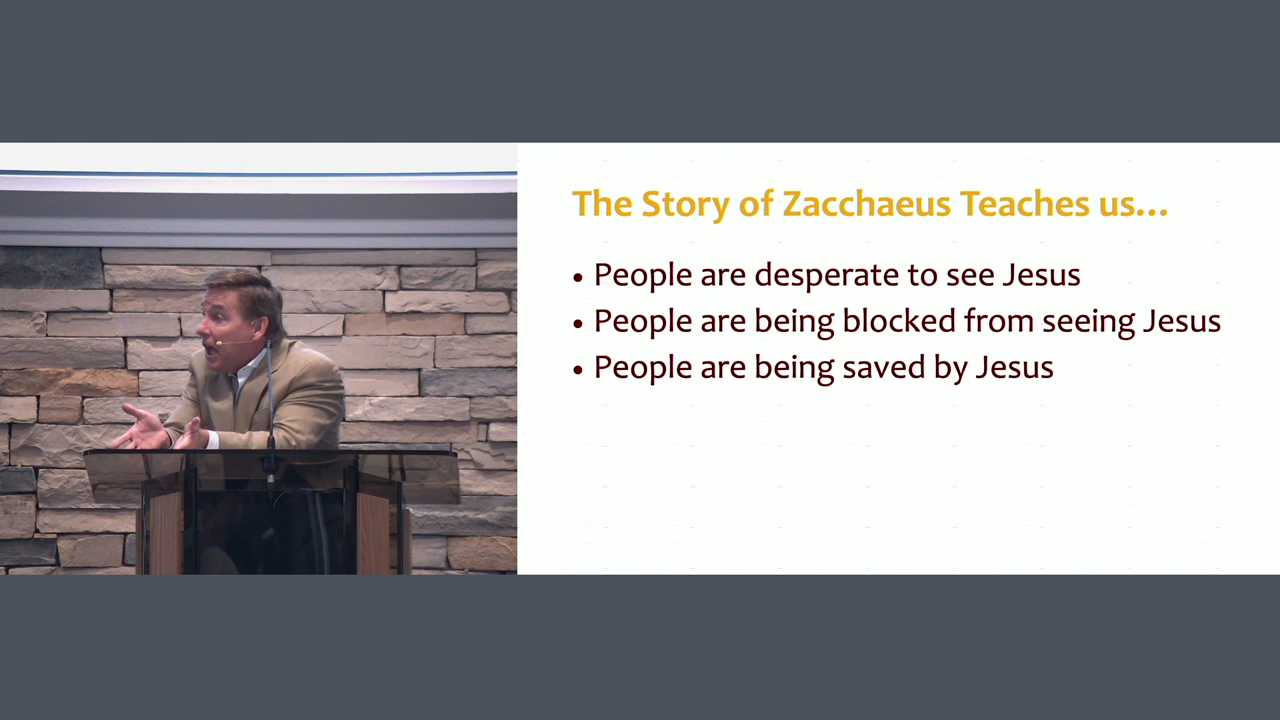 The Story of Zacchaeus Teaches us...
• People are desperate to see Jesus
• People are being blocked from seeing Jesus
• People are being saved by Jesus